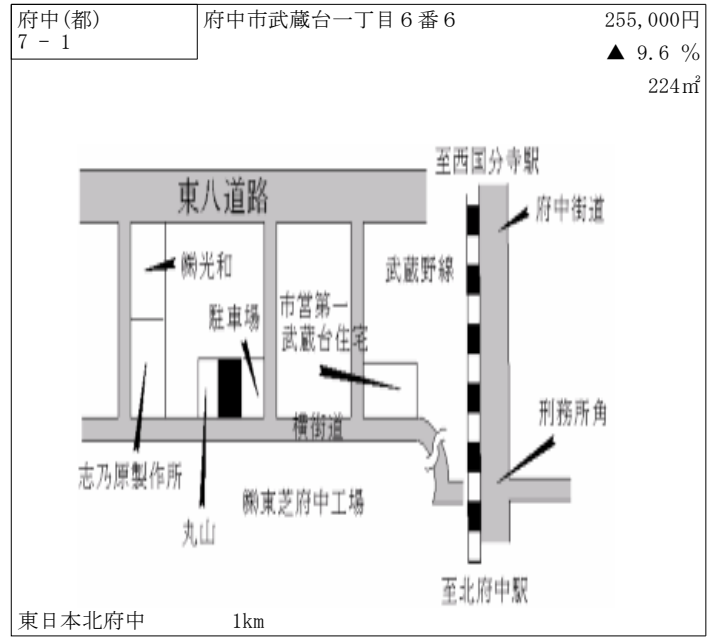 府中(都)
7 - 1
府中市武蔵台一丁目６番６
255,000円
▲ 9.6 %
224㎡
至西国分寺駅
東八道路
府中街道
㈱光和
武蔵野線
駐車場
市営第一
武蔵台住宅
刑務所角
横街道
志乃原製作所
㈱東芝府中工場
丸山
至北府中駅
東日本北府中
1km